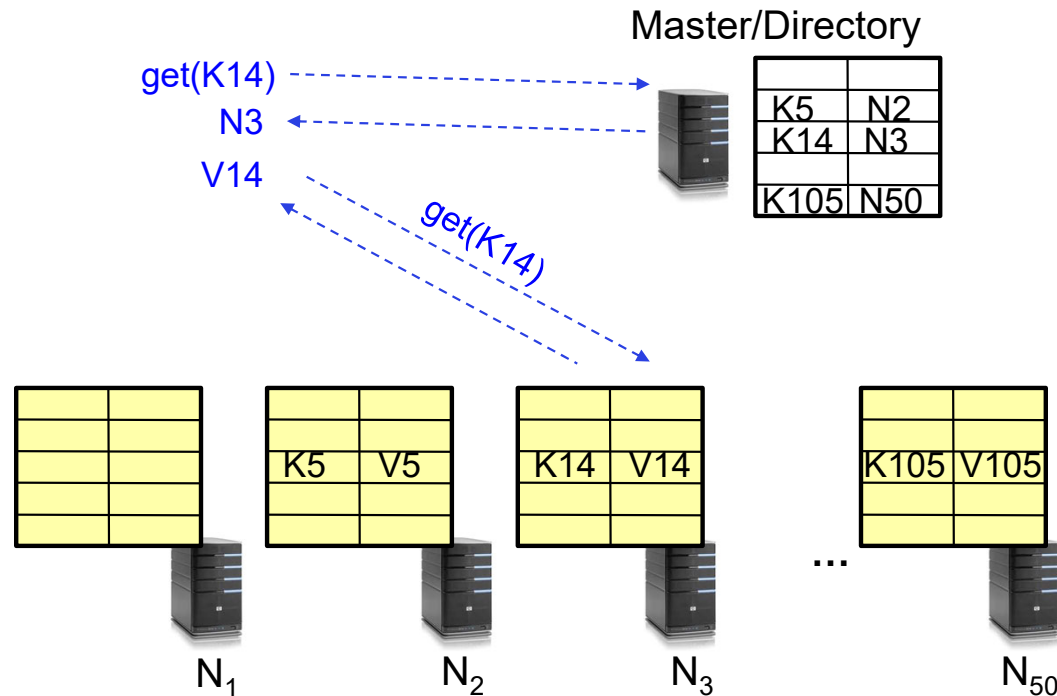 Master/Directory
get(K14)
N3
V14
K5 N2
K14 N3
K105 N50
get(K14)
K5 V5
K14 V14
K105 V105
...
N1
N2
N3
N50